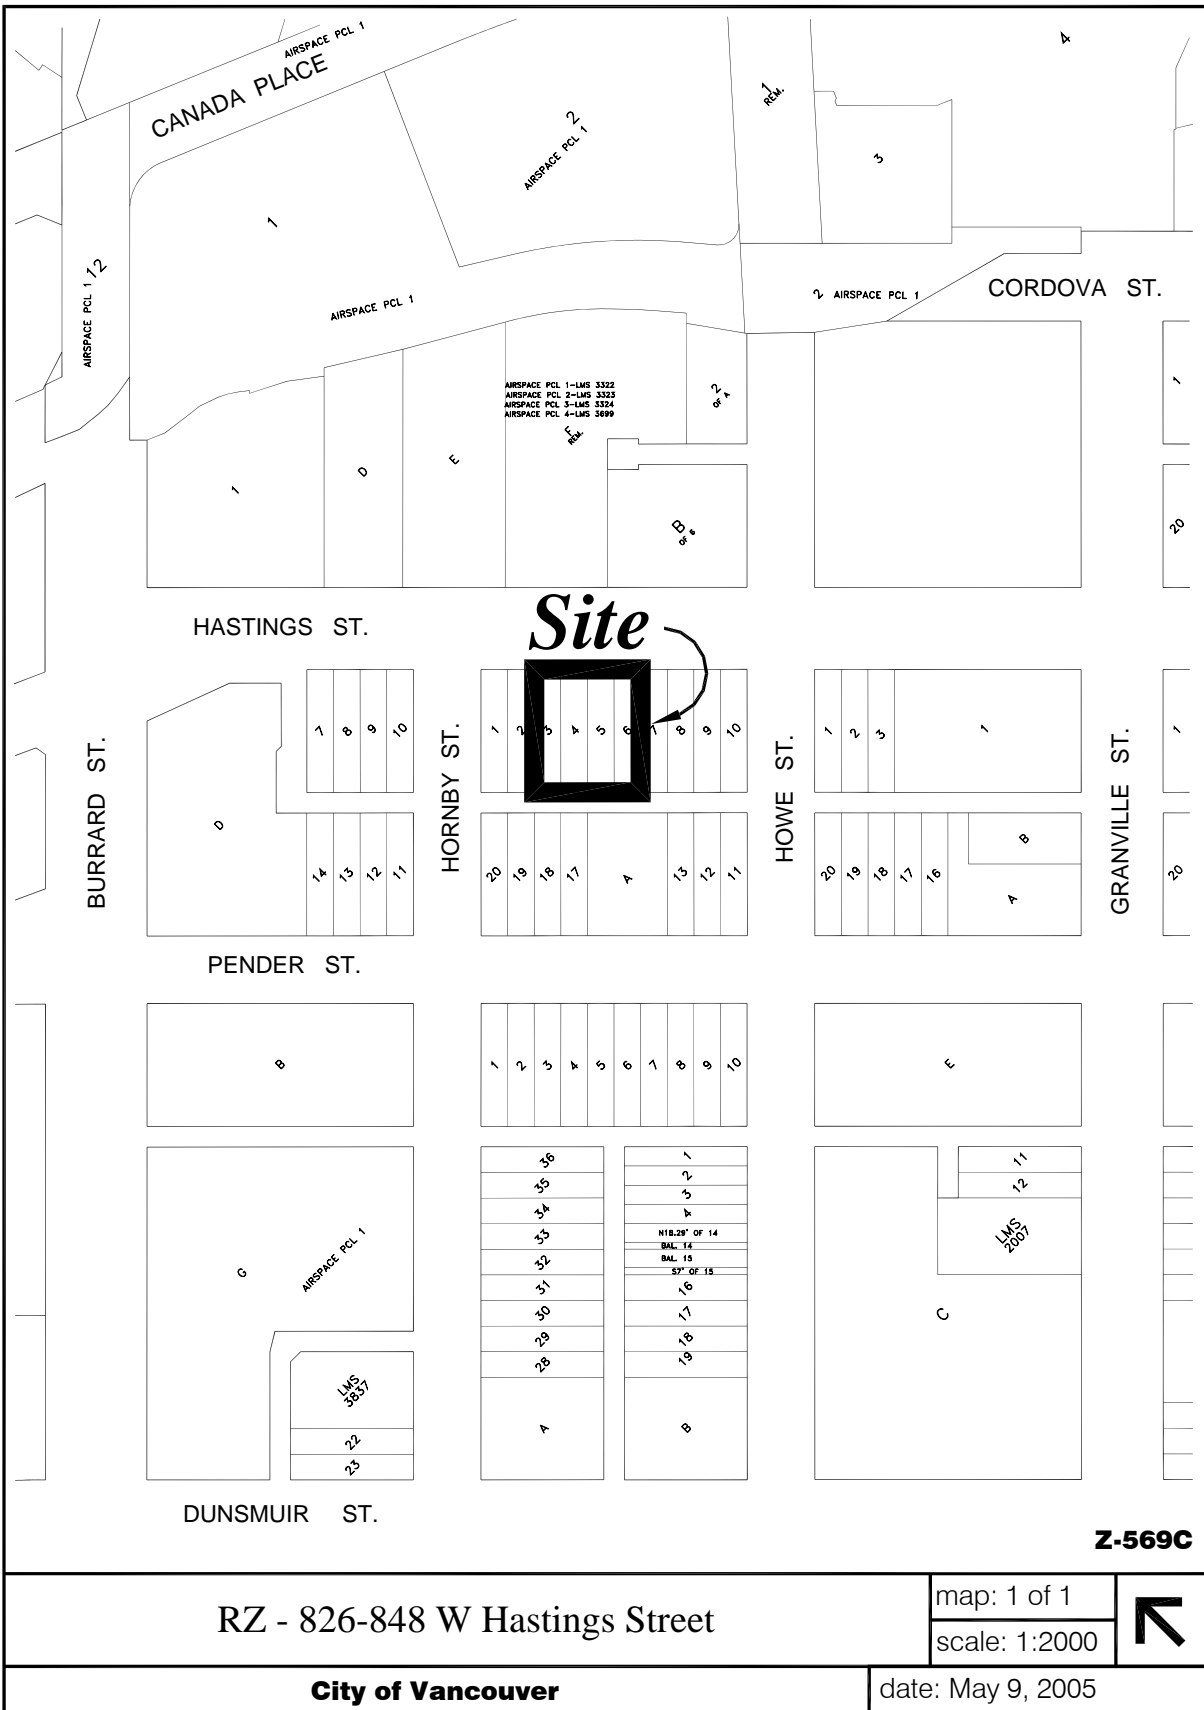 AIRSPACE PCL 1
CANADA PLACE
4
1
REM.
2
AIRSPACE PCL 1
3
1
12
AIRSPACE PCL 1
AIRSPACE PCL 1
2 AIRSPACE PCL 1
CORDOVA ST.
AIRSPACE PCL 1-LMS 3322
AIRSPACE PCL 2-LMS 3323
AIRSPACE PCL 3-LMS 3324
AIRSPACE PCL 4-LMS 3699
F
REM.
2
OF A
1
1
D
E
B
OF 6
20
HASTINGS ST.
Site
BURRARD ST.
HORNBY ST.
HOWE ST.
GRANVILLE ST.
7 8 9 10
1 2 3 4 5 6 7 8 9 10
1 2 3 1
1
D
14 13 12 11
20 19 18 17 A 13 12 11
20 19 18 17 16
B
A
20
PENDER ST.
B
1 2 3 4 5 6 7 8 9 10
E
G
AIRSPACE PCL 1
LMS
3837
22
23
36
35
34
33
32
31
30
29
28
A
1
2
3
4
N18.29' OF 14
BAL. 14
BAL. 15
S7' OF 15
16
17
18
19
B
11
12
LMS
2007
C
DUNSMUIR ST.
Z-569C
RZ - 826-848 W Hastings Street
map: 1 of 1
scale: 1:2000
City of Vancouver
date: May 9, 2005